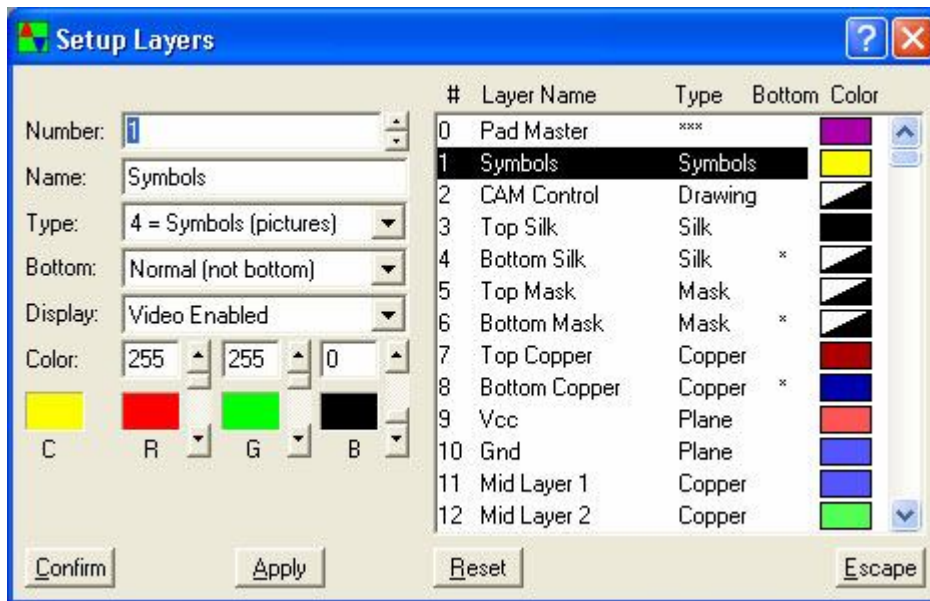 Setup Layers
Number: 1
Name: Symbols
Type: 4 = Symbols (pictures)
Bottom: Normal (not bottom)
Display: Video Enabled
Color: 255 255 0
C R G B
# Layer Name Type Bottom Color
0 Pad Master ***
1 Symbols Symbols
2 CAM Control Drawing
3 Top Silk Silk
4 Bottom Silk Silk *
5 Top Mask Mask
6 Bottom Mask Mask *
7 Top Copper Copper
8 Bottom Copper Copper *
9 Vcc Plane
10 Gnd Plane
11 Mid Layer 1 Copper
12 Mid Layer 2 Copper
Confirm Apply Reset Escape